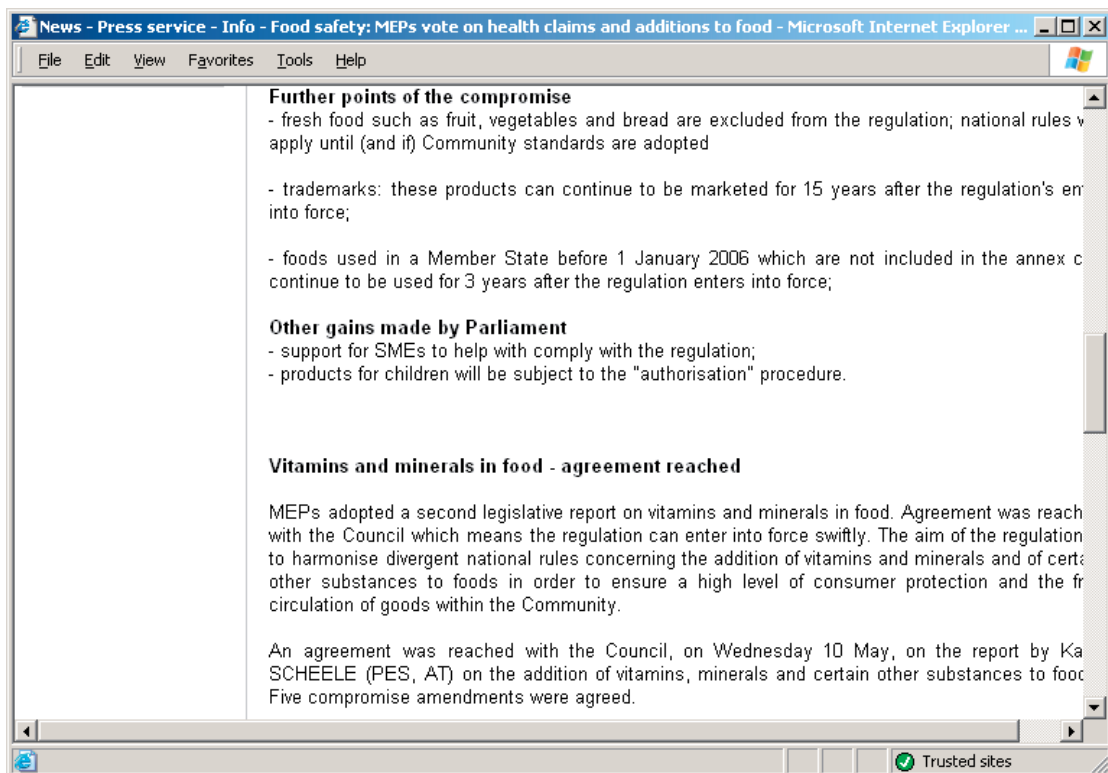 News - Press service - Info - Food safety: MEPs vote on health claims and additions to food - Microsoft Internet Explorer ...
File Edit View Favorites Tools Help
Further points of the compromise
- fresh food such as fruit, vegetables and bread are excluded from the regulation; national rules
apply until (and if) Community standards are adopted
- trademarks: these products can continue to be marketed for 15 years after the regulation's
into force;
- foods used in a Member State before 1 January 2006 which are not included in the annex
continue to be used for 3 years after the regulation enters into force;
Other gains made by Parliament
- support for SMEs to help with comply with the regulation;
- products for children will be subject to the "authorisation" procedure.
Vitamins and minerals in food - agreement reached
MEPs adopted a second legislative report on vitamins and minerals in food. Agreement was reach
with the Council which means the regulation can enter into force swiftly. The aim of the regulation
to harmonise divergent national rules concerning the addition of vitamins and minerals and of
other substances to foods in order to ensure a high level of consumer protection and the
circulation of goods within the Community.
An agreement was reached with the Council, on Wednesday 10 May, on the report by Ka
SCHEELE (PES, AT) on the addition of vitamins, minerals and certain other substances to
Five compromise amendments were agreed.
Trusted sites